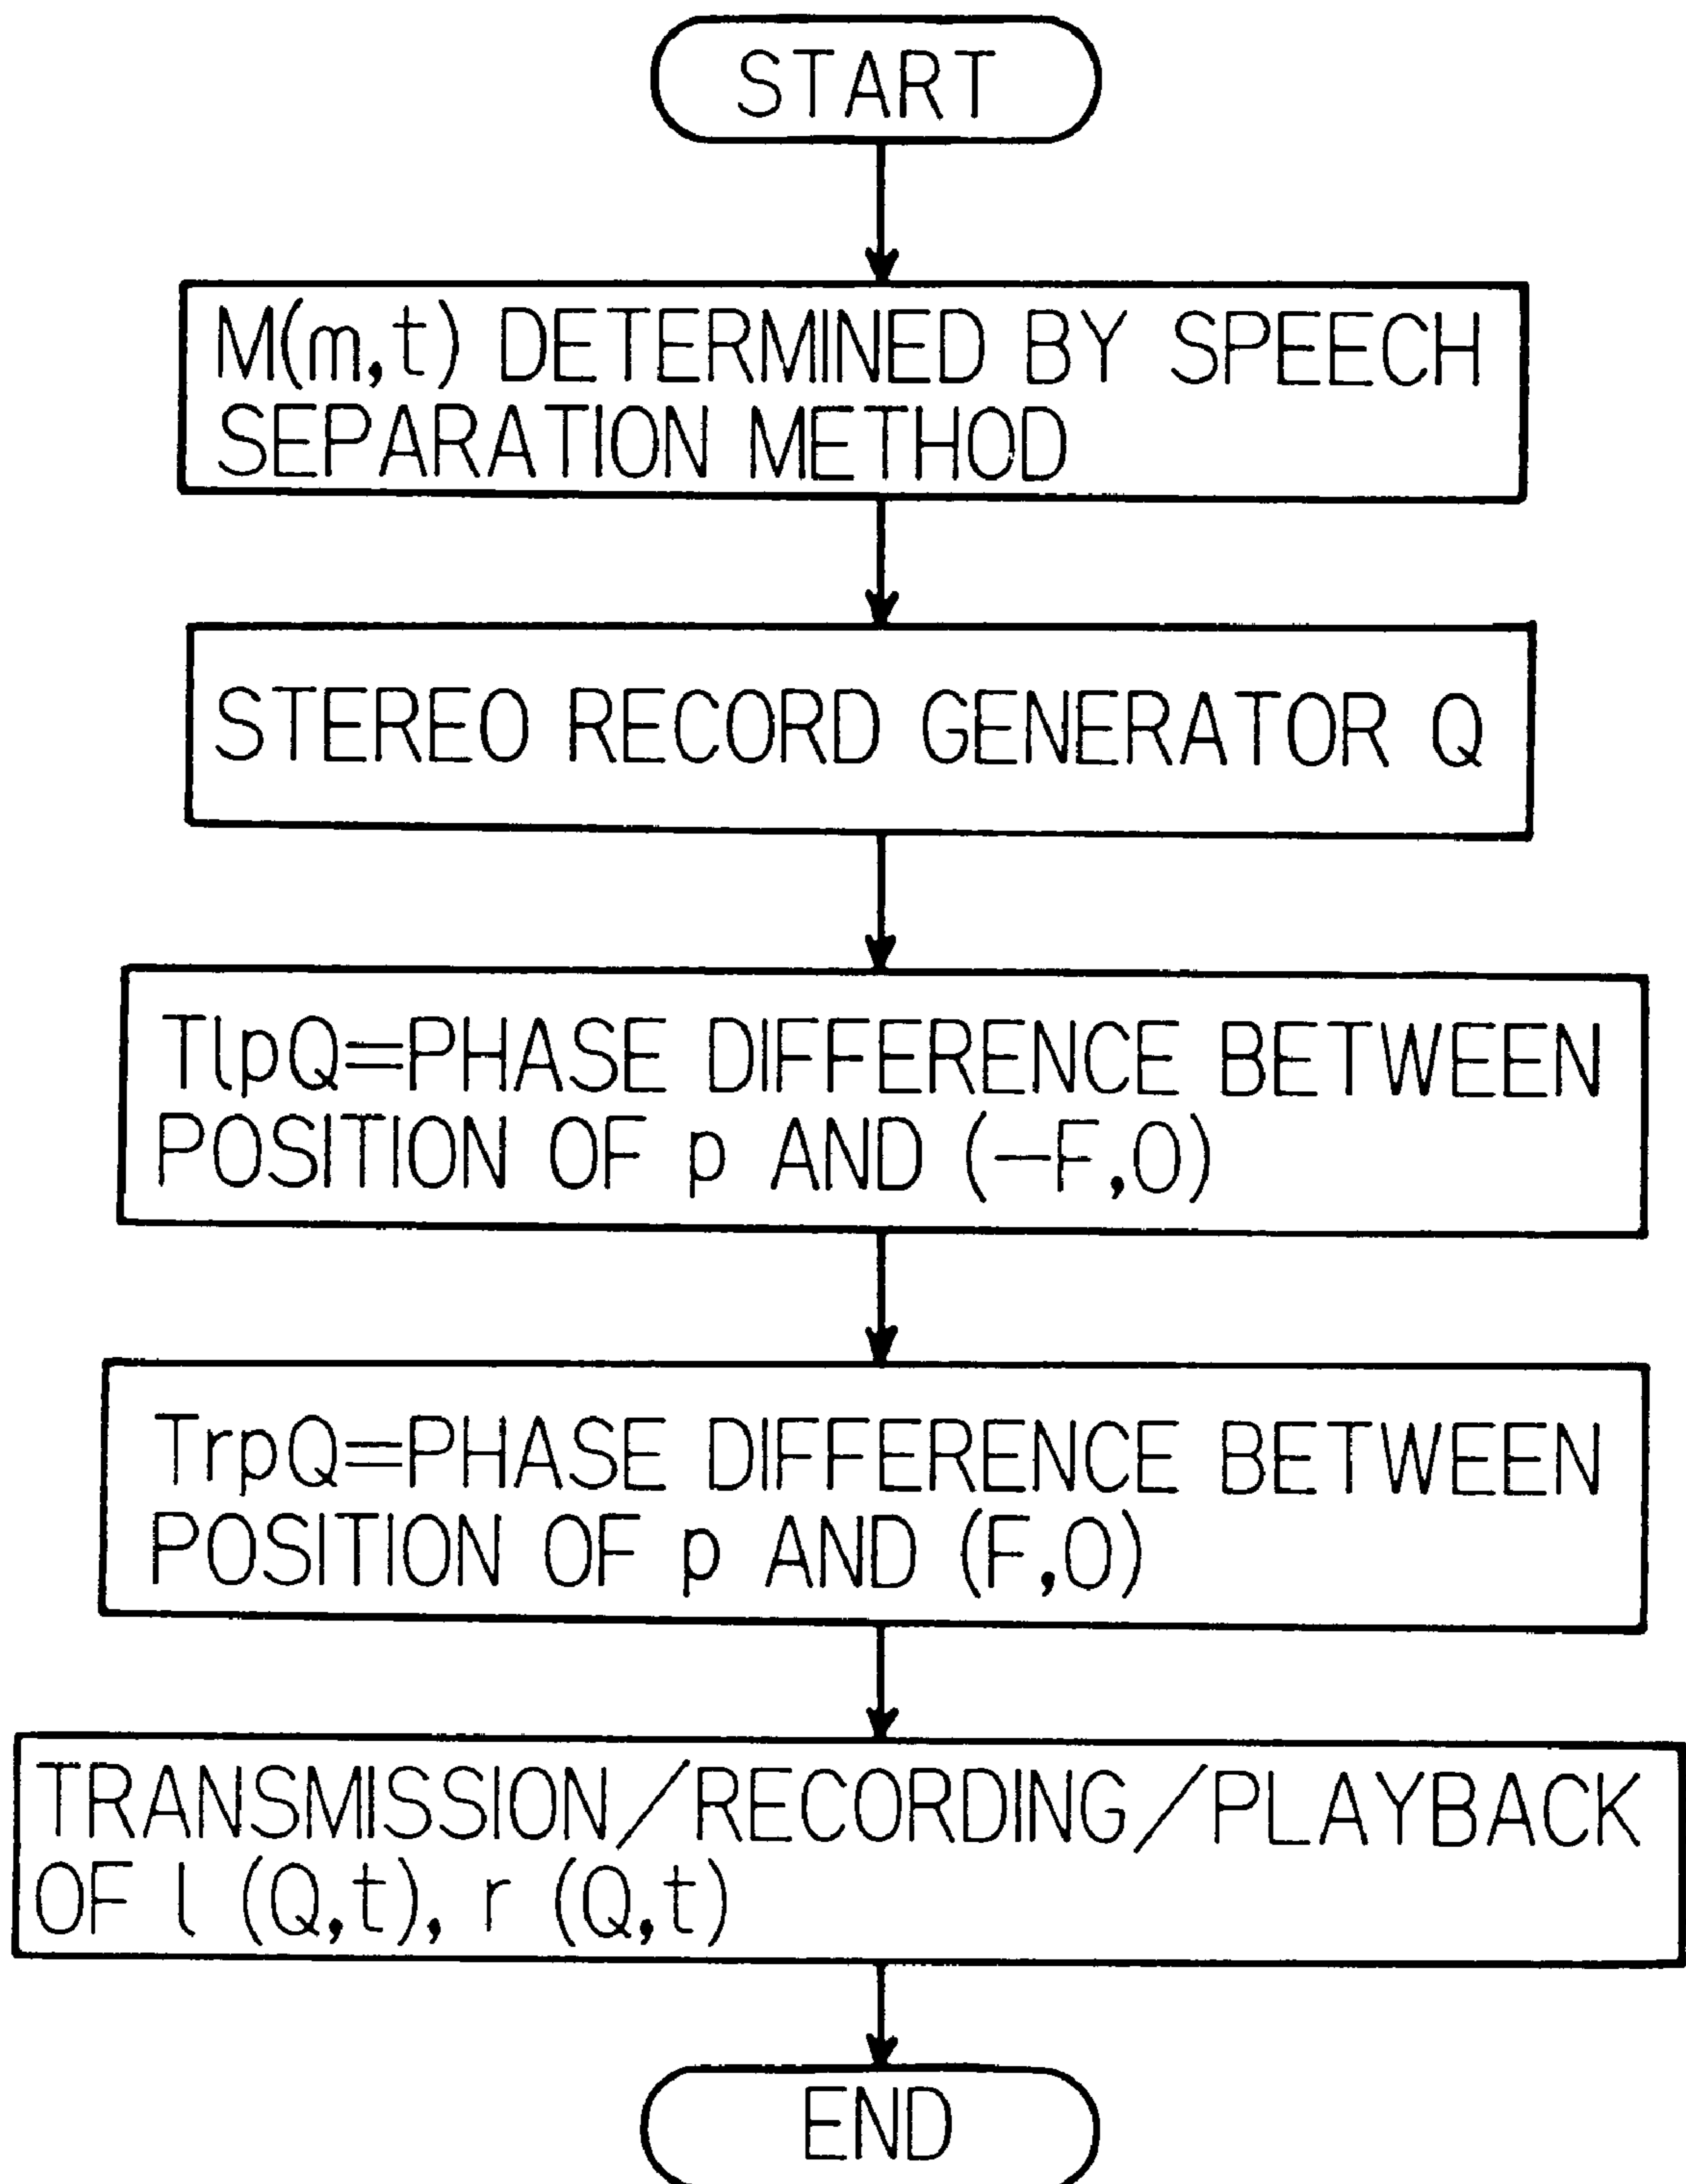 START
M(m,t) DETERMINED BY SPEECH
SEPARATION METHOD
STEREO RECORD GENERATOR Q
TlpQ=PHASE DIFFERENCE BETWEEN
POSITION OF p AND (−F,0)
TrpQ=PHASE DIFFERENCE BETWEEN
POSITION OF p AND (F,0)
TRANSMISSION/RECORDING/PLAYBACK
OF l (Q,t), r (Q,t)
END